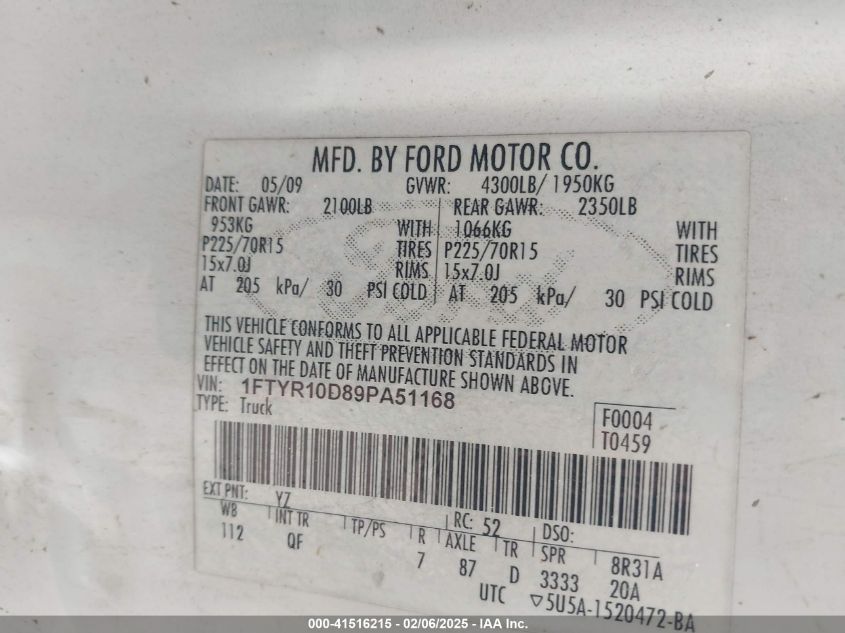 MFD. BY FORD MOTOR CO.
DATE: 05/09 GVWR: 4300LB/ 1950KG
FRONT GAWR: 2100LB REAR GAWR: 2350LB
953KG WITH 1066KG WITH
P225/70R15 TIRES P225/70R15 TIRES
15x7.0J RIMS 15x7.0J RIMS
AT 205 kPa/ 30 PSI COLD AT 205 kPa/ 30 PSI COLD
THIS VEHICLE CONFORMS TO ALL APPLICABLE FEDERAL MOTOR
VEHICLE SAFETY AND THEFT PREVENTION STANDARDS IN
EFFECT ON THE DATE OF MANUFACTURE SHOWN ABOVE.
VIN: 1FTYR10D89PA51168
TYPE: Truck
F0004
T0459
EXT PNT: YZ RC: 52 DSO:
WB INT TR TP/PS R AXLE TR SPR 8R31A
112 QF 7 87 D 3333 20A
UTC ▽5U5A-1520472-BA
Ford
000-41516215 - 02/06/2025 - IAA Inc.